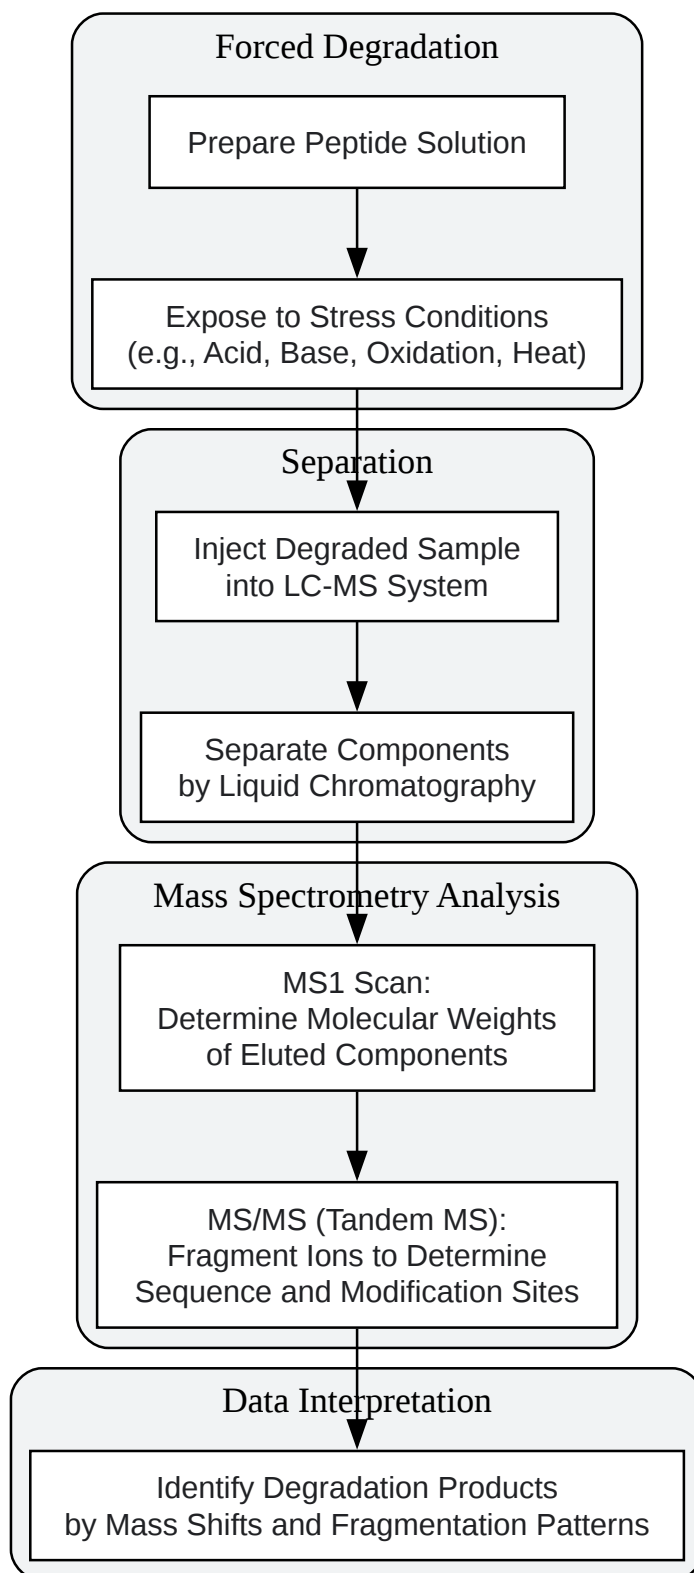 Forced Degradation
Prepare Peptide Solution
Expose to Stress Conditions
(e.g., Acid, Base, Oxidation, Heat)
Separation
Inject Degraded Sample
into LC-MS System
Separate Components
by Liquid Chromatography
Mass Spectrometry Analysis
MS1 Scan:
Determine Molecular Weights
of Eluted Components
MS/MS (Tandem MS):
Fragment Ions to Determine
Sequence and Modification Sites
Data Interpretation
Identify Degradation Products
by Mass Shifts and Fragmentation Patterns